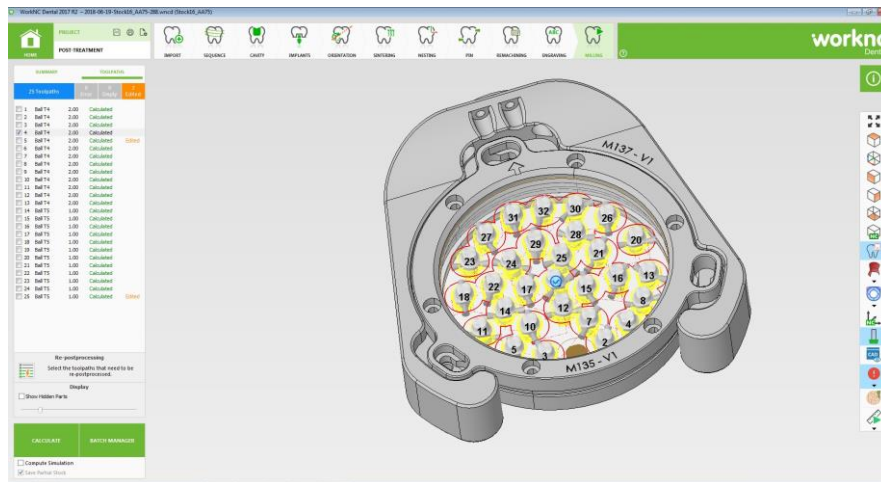 WorkNC Dental 2017 R2 - 2016-06-19-Stock16_AA75-28B.wncd (Stock16_AA75)
HOME
PROJECT
POST-TREATMENT
IMPORT
SEQUENCE
CAVITY
IMPLANTS
ORIENTATION
SINTERING
NESTING
PIN
REMACHINING
ENGRAVING
MILLING
workno
Dent
SUMMARY
TOOLPATHS
25 Toolpaths
Empty
Edited
1 Ball T4 2.00 Calculated
2 Ball T4 2.00 Calculated
3 Ball T4 2.00 Calculated
4 Ball T4 2.00 Calculated
5 Ball T4 2.00 Calculated Edited
6 Ball T4 2.00 Calculated
7 Ball T4 2.00 Calculated
8 Ball T4 2.00 Calculated
9 Ball T4 2.00 Calculated
10 Ball T4 2.00 Calculated
11 Ball T4 2.00 Calculated
12 Ball T4 2.00 Calculated
13 Ball T4 2.00 Calculated
14 Ball T5 1.00 Calculated
15 Ball T5 1.00 Calculated
16 Ball T5 1.00 Calculated
17 Ball T5 1.00 Calculated
18 Ball T5 1.00 Calculated
19 Ball T5 1.00 Calculated
20 Ball T5 1.00 Calculated
21 Ball T5 1.00 Calculated
22 Ball T5 1.00 Calculated
23 Ball T5 1.00 Calculated
24 Ball T5 1.00 Calculated
25 Ball T5 1.00 Calculated Edited
Re-postprocessing
Select the toolpaths that need to be
re-postprocessed.
Display
Show Hidden Parts
CALCULATE
BATCH MANAGER
Compute Simulation
Save Partial Stock
M137-V1
31 32 30 26
27 29 28 20
23 24 25 21
18 22 17 15 16 13
14 12 8
11 10 7 4
5 3 2
M135-V1
CAD